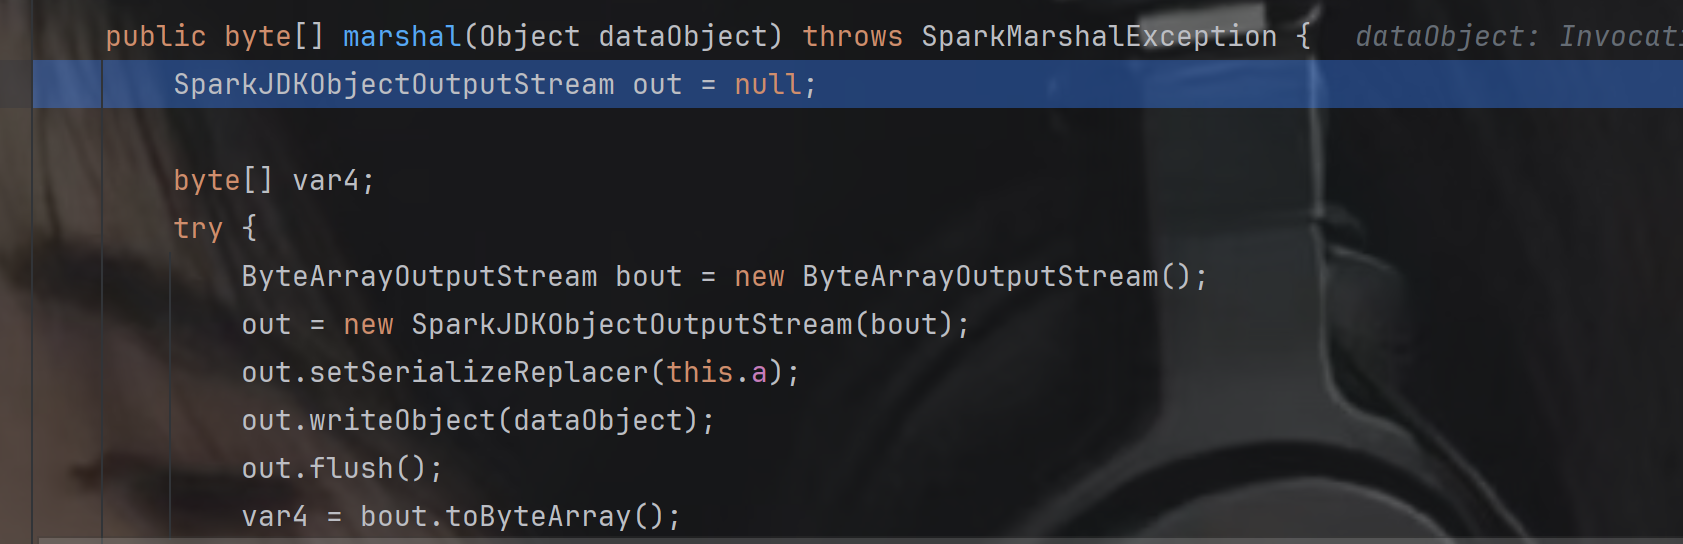 public byte[] marshal(Object dataObject) throws SparkMarshalException {   dataObject:
SparkJDKObjectOutputStream out = null;
byte[] var4;
try {
ByteArrayOutputStream bout = new ByteArrayOutputStream();
out = new SparkJDKObjectOutputStream(bout);
out.setSerializeReplacer(this.a);
out.writeObject(dataObject);
out.flush();
var4 = bout.toByteArray();